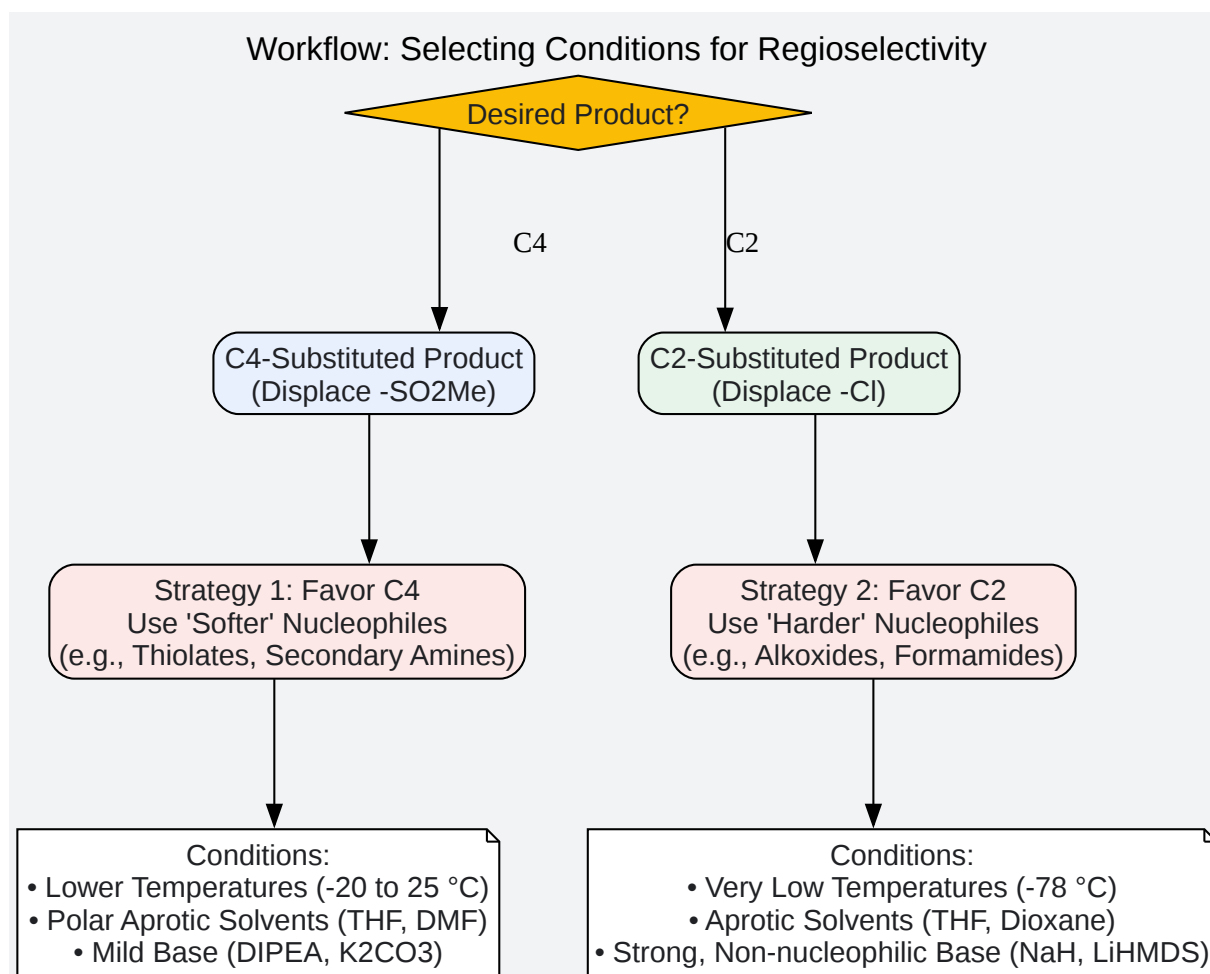 Workflow: Selecting Conditions for Regioselectivity
Desired Product?
C4
C2
C4-Substituted Product
(Displace -SO2Me)
C2-Substituted Product
(Displace -Cl)
Strategy 1: Favor C4
Use 'Softer' Nucleophiles
(e.g., Thiolates, Secondary Amines)
Strategy 2: Favor C2
Use 'Harder' Nucleophiles
(e.g., Alkoxides, Formamides)
Conditions:
• Lower Temperatures (-20 to 25 °C)
• Polar Aprotic Solvents (THF, DMF)
• Mild Base (DIPEA, K2CO3)
Conditions:
• Very Low Temperatures (-78 °C)
• Aprotic Solvents (THF, Dioxane)
• Strong, Non-nucleophilic Base (NaH, LiHMDS)